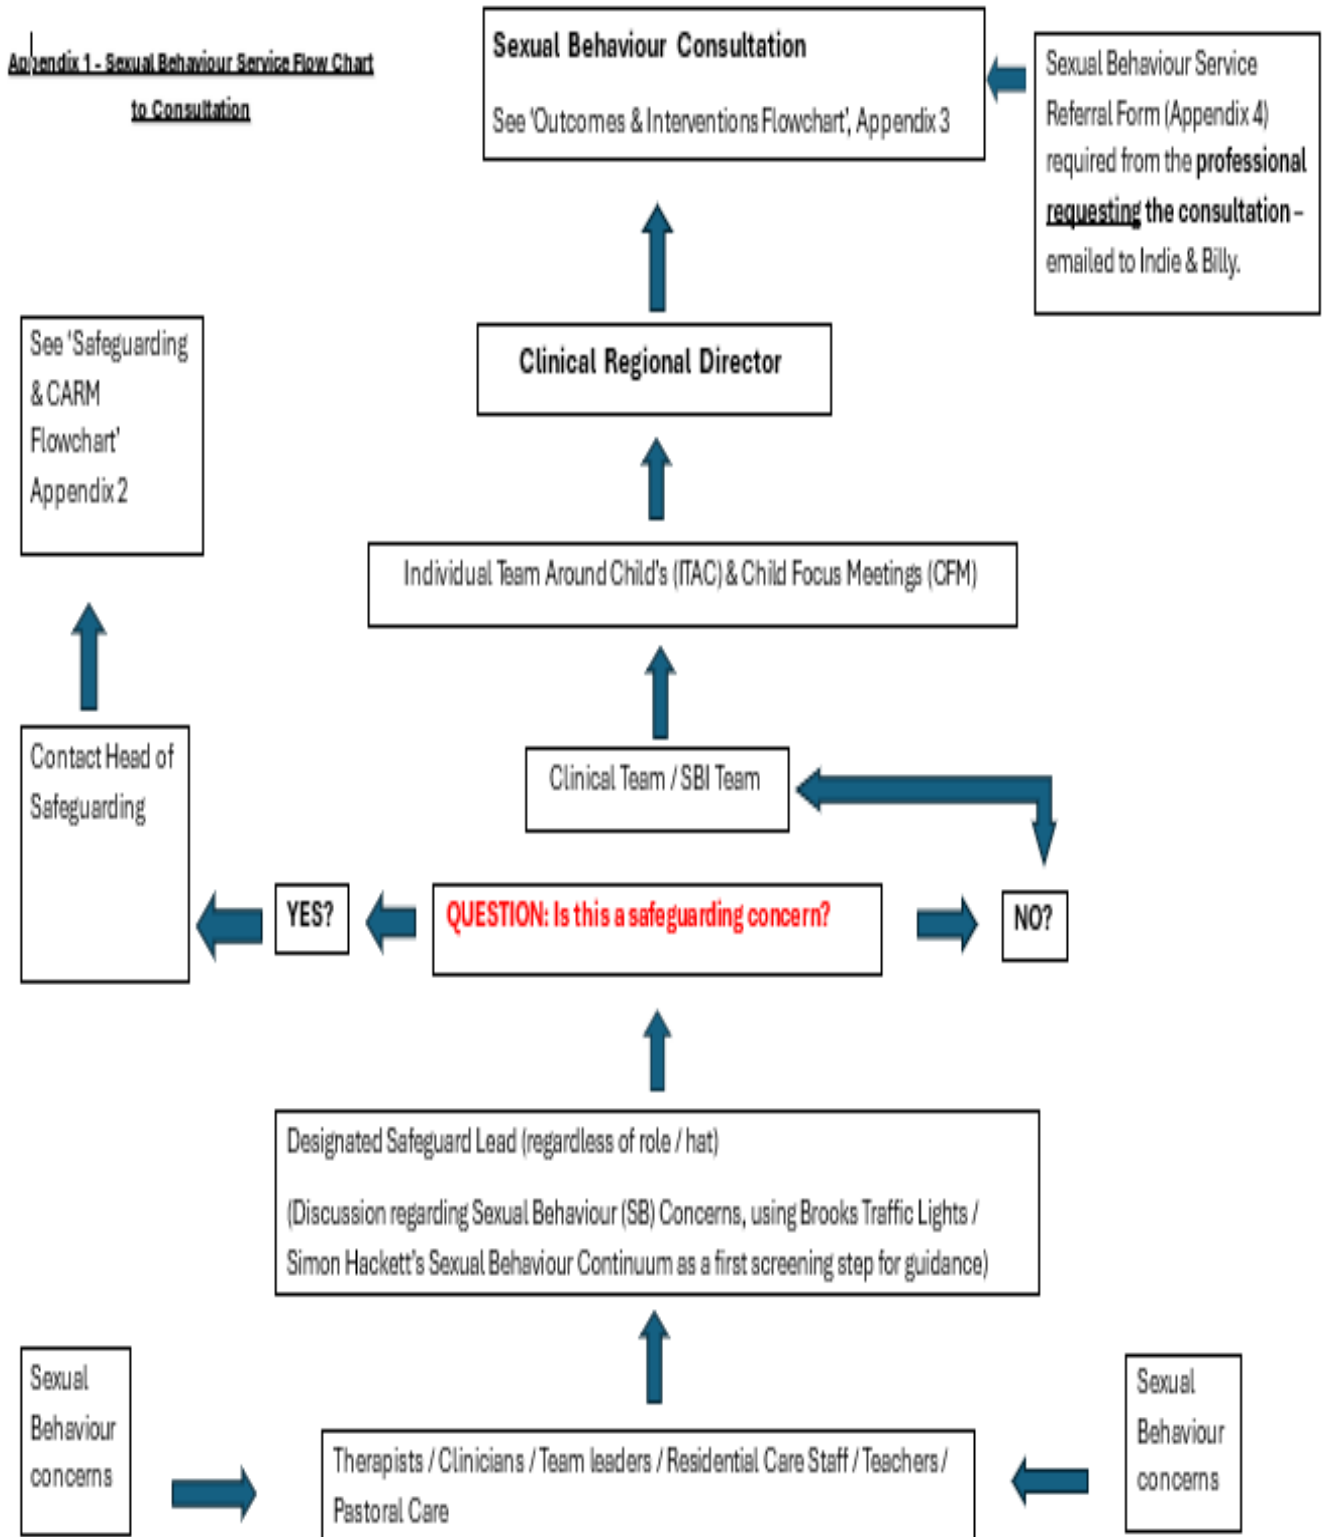 Appendix 1 - Sexual Behaviour Service Flow Chart
to Consultation
Sexual Behaviour Consultation
See 'Outcomes & Interventions Flowchart', Appendix 3
Sexual Behaviour Service
Referral Form (Appendix 4)
required from the professional
requesting the consultation –
emailed to Indie & Billy.
See 'Safeguarding
& CARM
Flowchart'
Appendix 2
Clinical Regional Director
Individual Team Around Child's (ITAC) & Child Focus Meetings (CFM)
Contact Head of
Safeguarding
Clinical Team / SBI Team
YES?
QUESTION: Is this a safeguarding concern?
NO?
Designated Safeguard Lead (regardless of role / hat)
(Discussion regarding Sexual Behaviour (SB) Concerns, using Brooks Traffic Lights /
Simon Hackett's Sexual Behaviour Continuum as a first screening step for guidance)
Sexual
Behaviour
concerns
Therapists / Clinicians / Team leaders / Residential Care Staff / Teachers /
Pastoral Care
Sexual
Behaviour
concerns